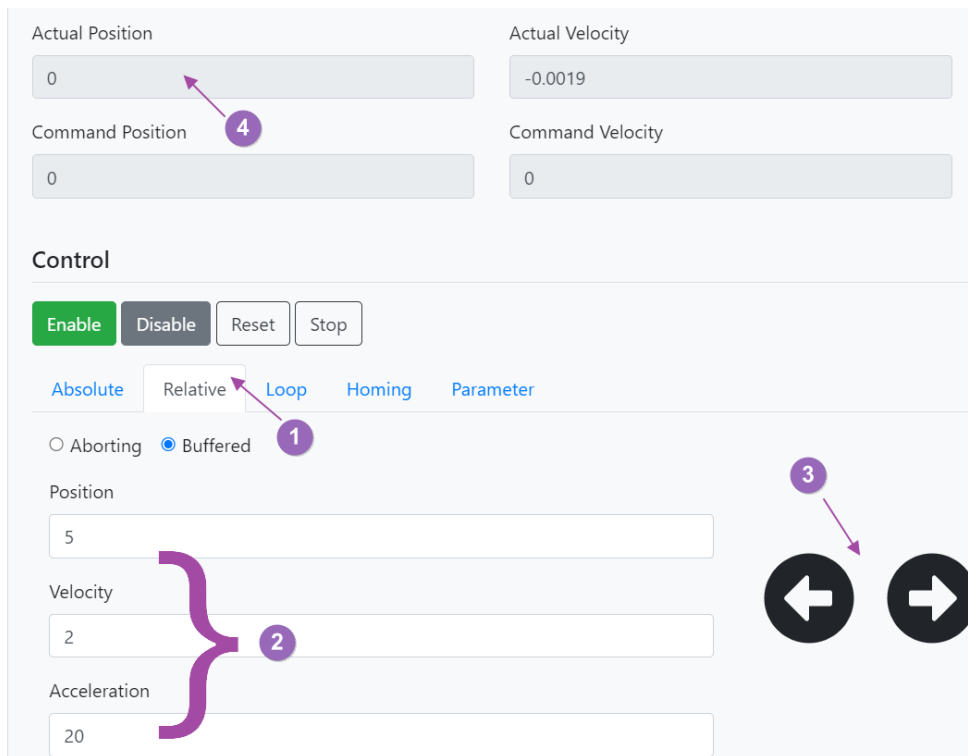 Actual Position
Actual Velocity
0
-0.0019
4
Command Position
Command Velocity
0
0
Control
Enable Disable Reset Stop
Absolute Relative Loop Homing Parameter
1
Aborting Buffered
3
Position
5
Velocity
2
2
Acceleration
20